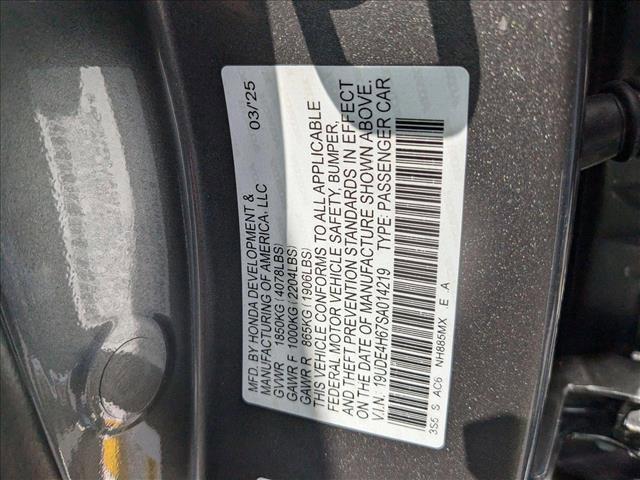 MFD. BY HONDA DEVELOPMENT & 03/'25
MANUFACTURING OF AMERICA, LLC
GVWR 1850KG (4078LBS)
GAWR F 1000KG (2204LBS)
GAWR R 865KG (1906LBS)
THIS VEHICLE CONFORMS TO ALL APPLICABLE
FEDERAL MOTOR VEHICLE SAFETY, BUMPER,
AND THEFT PREVENTION STANDARDS IN EFFECT
ON THE DATE OF MANUFACTURE SHOWN ABOVE.
V.I.N.: 19UDE4H67SA014219 TYPE: PASSENGER CAR
3S5 S AC6 NH885MX E A